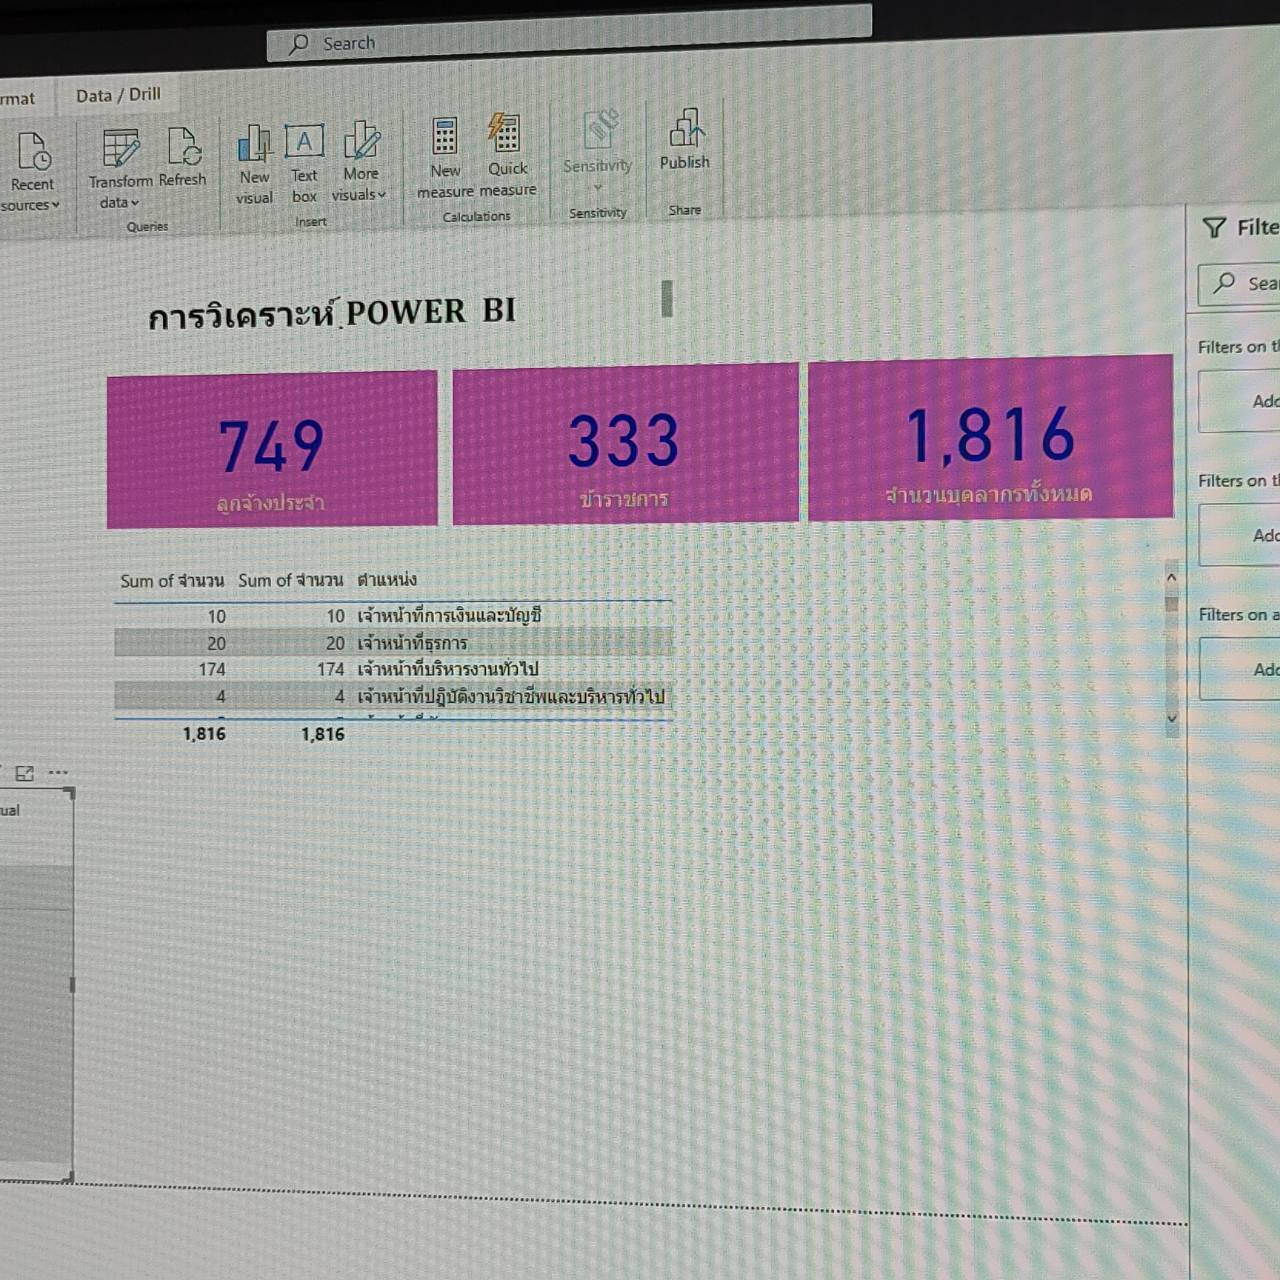 Search
rmat Data / Drill
Recent sources
Transform data
Refresh
Queries
New visual
Text box
More visuals
Insert
New measure
Quick measure
Calculations
Sensitivity
Sensitivity
Publish
Share
Filte
Sea
Filters on t
Add
Filters on t
Add
Filters on a
Add
การวิเคราะห์ POWER BI
749
ลูกจ้างประจำ
333
ข้าราชการ
1,816
จำนวนบุคลากรทั้งหมด
Sum of จำนวน Sum of จำนวน ตำแหน่ง
10 10 เจ้าหน้าที่การเงินและบัญชี
20 20 เจ้าหน้าที่ธุรการ
174 174 เจ้าหน้าที่บริหารงานทั่วไป
4 4 เจ้าหน้าที่ปฏิบัติงานวิชาชีพและบริหารทั่วไป
1,816 1,816
ual